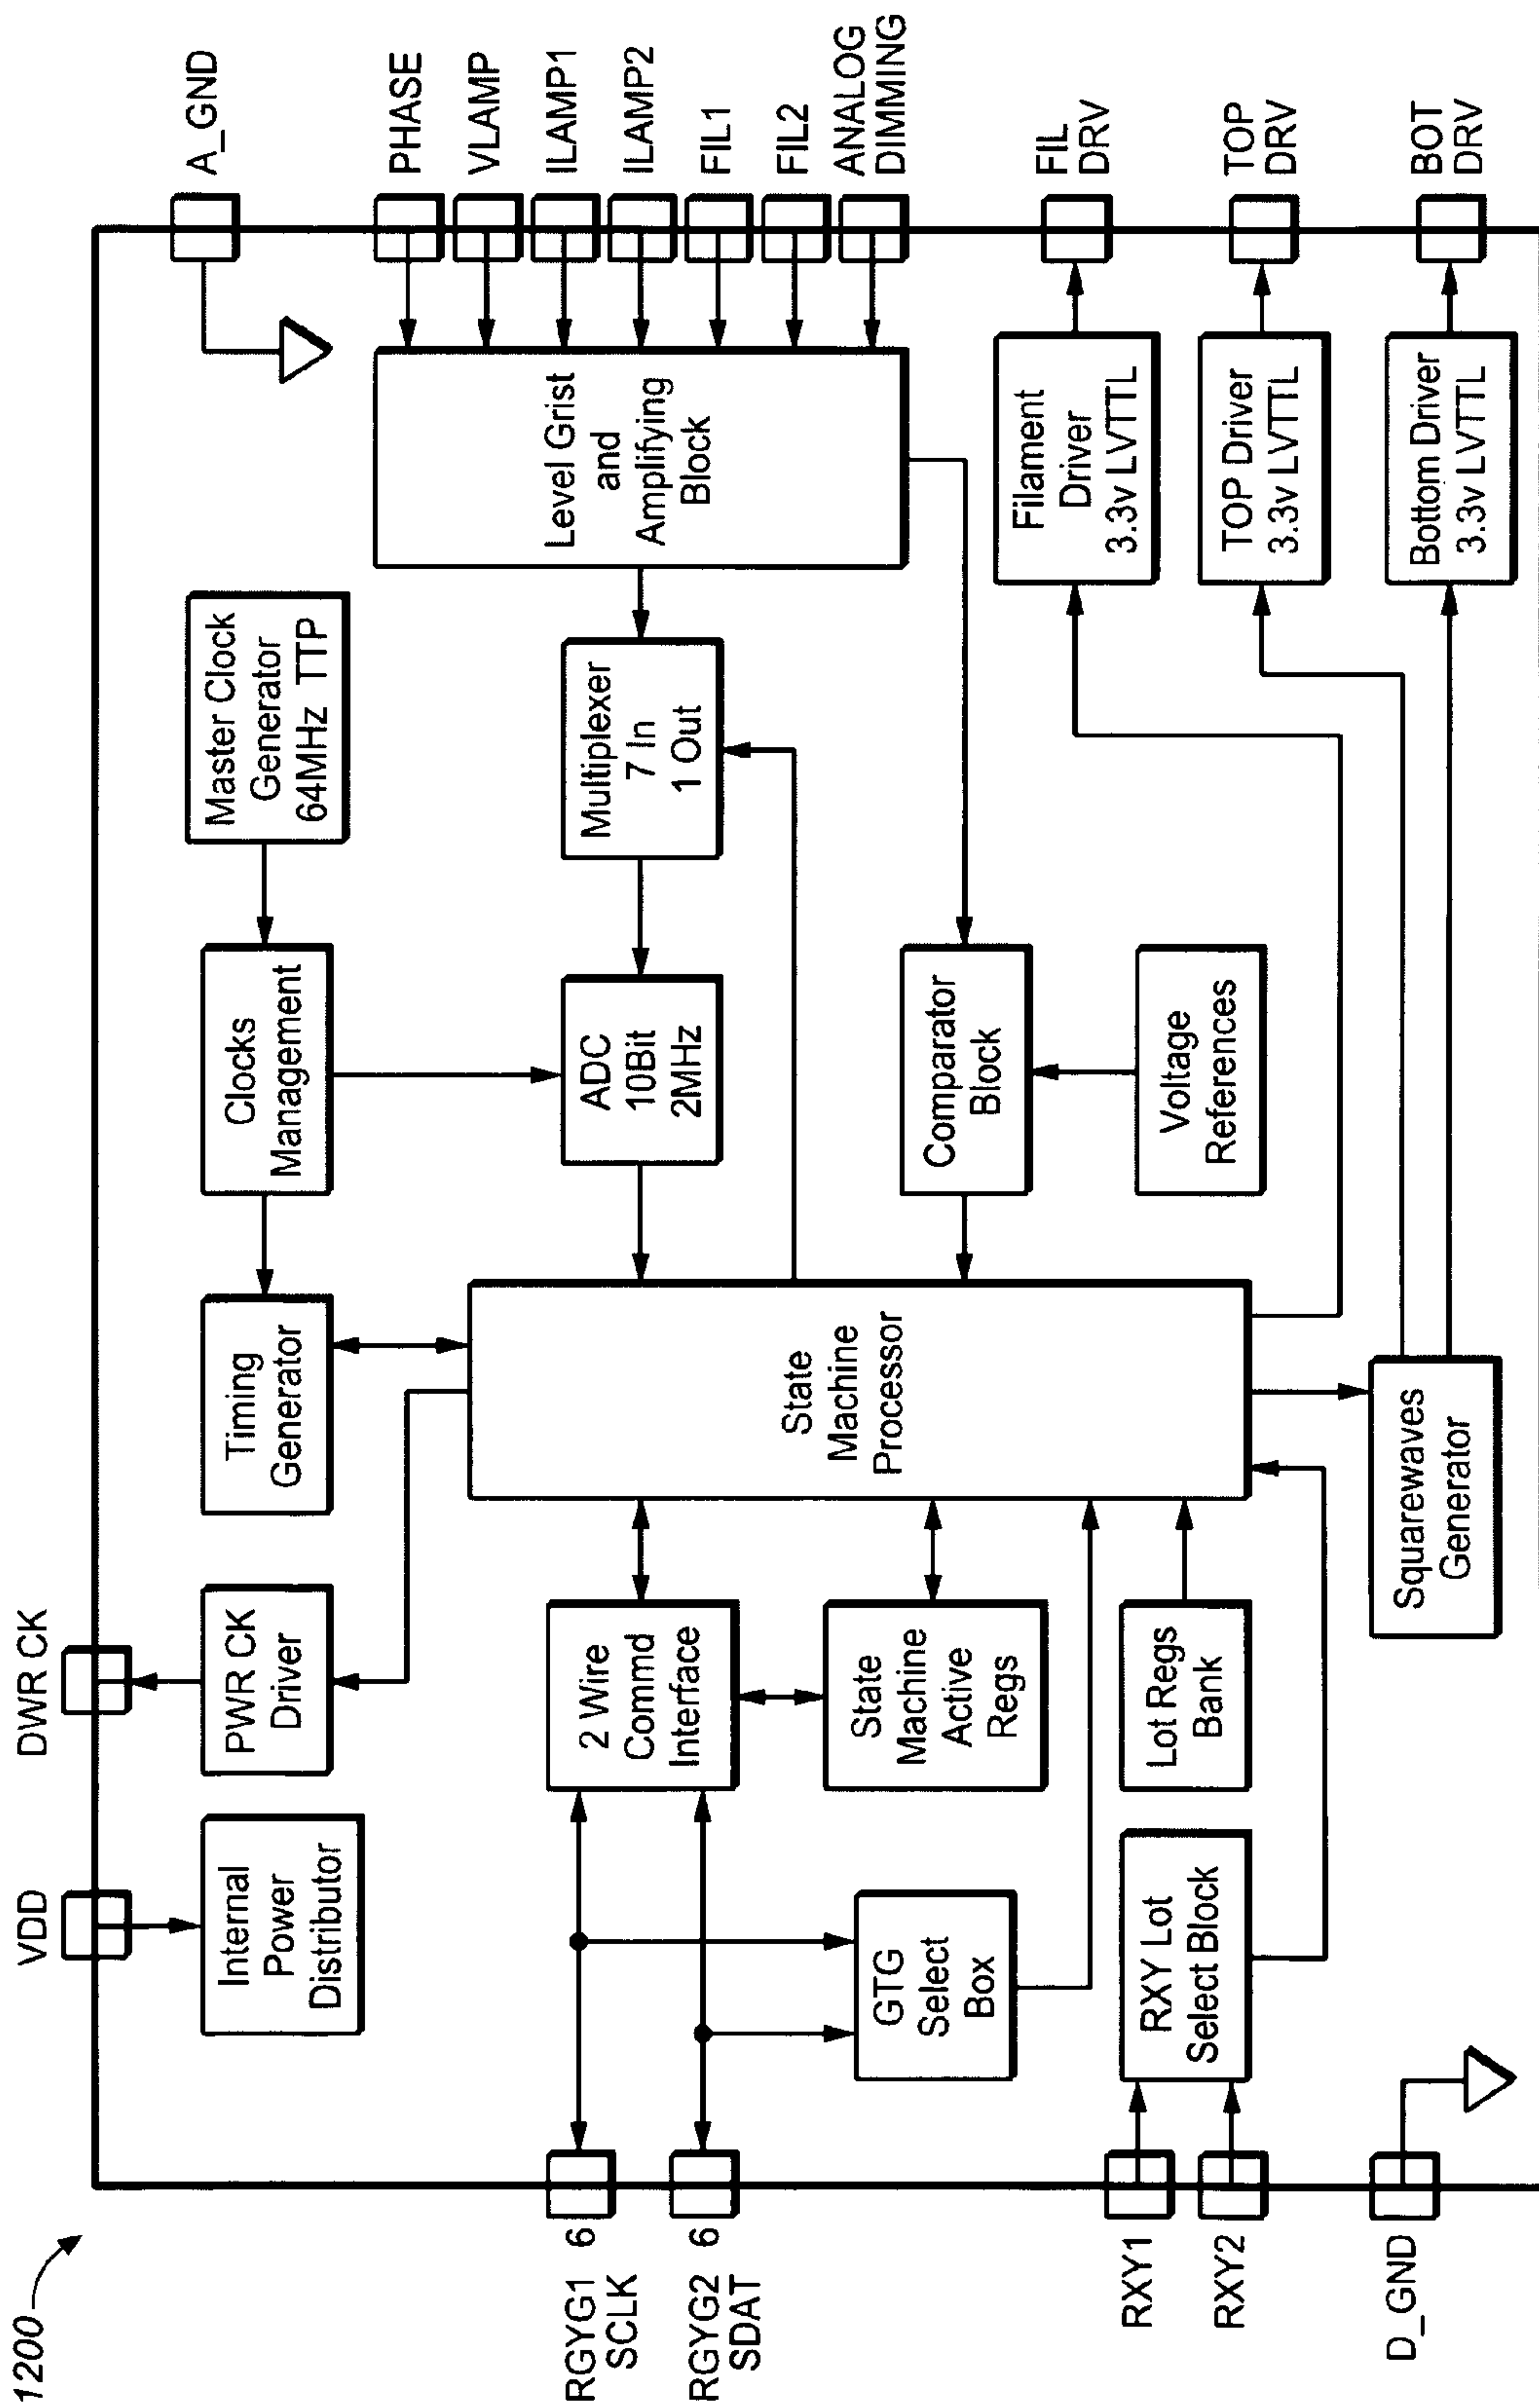 1200
VDD
DWR CK
A_GND
Internal
Power
Distributor
PWR CK
Driver
Timing
Generator
Clocks
Management
Master Clock
Generator
64MHz TTP
PHASE
VLAMP
ILAMP1
ILAMP2
FIL1
FIL2
ANALOG
DIMMING
RGYG1 6
SCLK
RGYG2 6
SDAT
2 Wire
Commd
Interface
State
Machine
Processor
ADC
10Bit
2MHz
Multiplexer
7 In
1 Out
Level Grist
and
Amplifying
Block
GTG
Select
Box
State
Machine
Active
Regs
Comparator
Block
Filament
Driver
3.3v LVTTL
FIL
DRV
RXY1
RXY2
RXY Lot
Select Block
Lot Regs
Bank
Voltage
References
TOP Driver
3.3v LVTTL
TOP
DRV
D_GND
Squarewaves
Generator
Bottom Driver
3.3v LVTTL
BOT
DRV